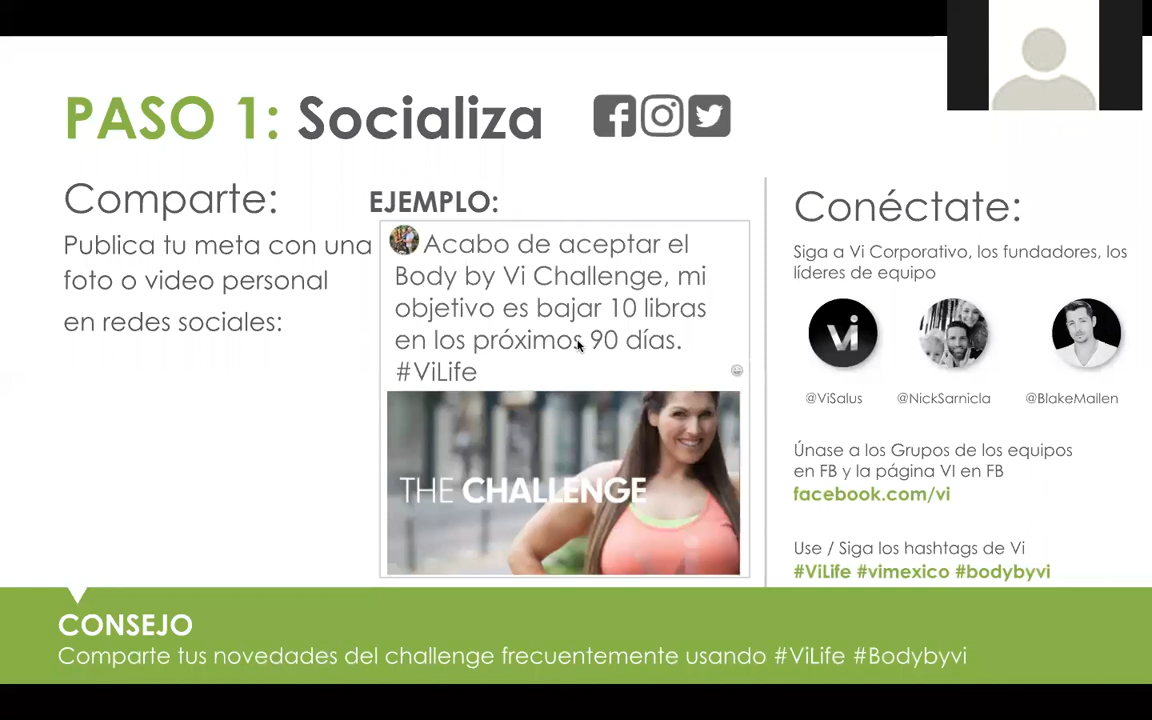 PASO 1: Socializa
Comparte:
Publica tu meta con una
foto o video personal
en redes sociales:
EJEMPLO:
Acabo de aceptar el
Body by Vi Challenge, mi
objetivo es bajar 10 libras
en los próximos 90 días.
#ViLife
THE CHALLENGE
Conéctate:
Siga a Vi Corporativo, los fundadores, los
líderes de equipo
vi
@ViSalus @NickSarnicla @BlakeMallen
Únase a los Grupos de los equipos
en FB y la página VI en FB
facebook.com/vi
Use / Siga los hashtags de Vi
#ViLife #vimexico #bodybyvi
CONSEJO
Comparte tus novedades del challenge frecuentemente usando #ViLife #Bodybyvi